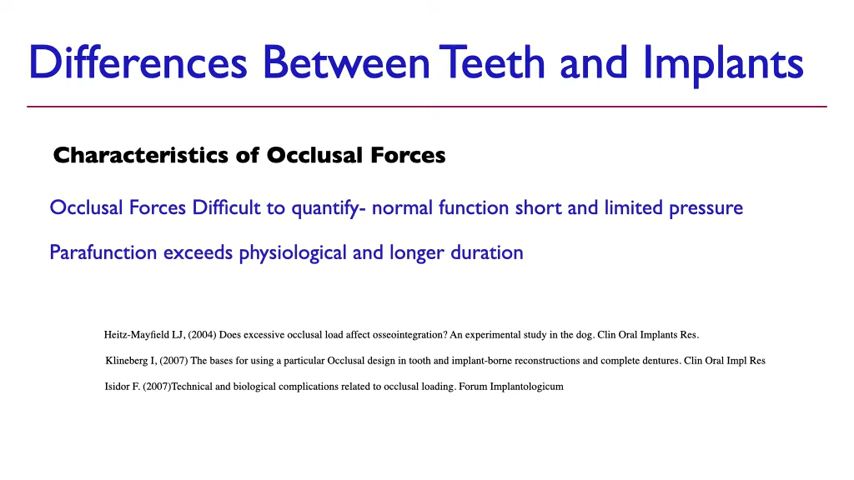 Differences Between Teeth and Implants
Characteristics of Occlusal Forces
Occlusal Forces Difficult to quantify- normal function short and limited pressure
Parafunction exceeds physiological and longer duration
Heitz-Mayfield LJ, (2004) Does excessive occlusal load affect osseointegration? An experimental study in the dog. Clin Oral Implants Res.
Klineberg I, (2007) The bases for using a particular Occlusal design in tooth and implant-borne reconstructions and complete dentures. Clin Oral Impl Res
Isidor F. (2007)Technical and biological complications related to occlusal loading. Forum Implantologicum